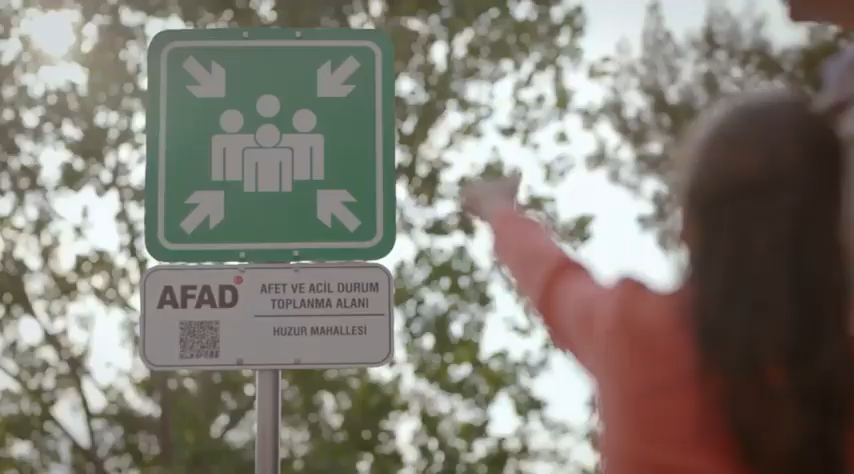 AFAD
AFET VE ACİL DURUM
TOPLANMA ALANI
HUZUR MAHALLESİ